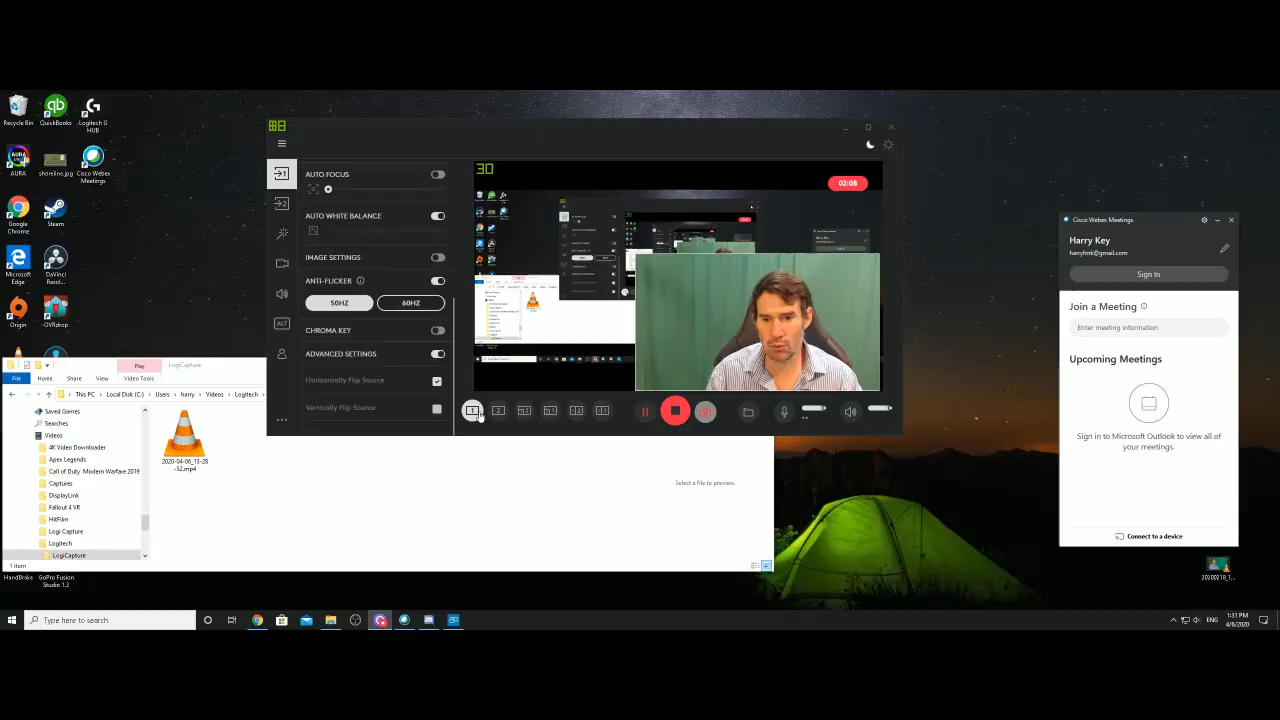 Recycle Bin
QuickBooks
Logitech G
HUB
AURA
shoreline.jpg
Cisco Webex
Meetings
Google
Chrome
Steam
Microsoft
Edge
DaVinci
Resol...
Origin
-OVRdrop
AUTO FOCUS
AUTO WHITE BALANCE
IMAGE SETTINGS
ANTI-FLICKER
50HZ
60HZ
CHROMA KEY
ADVANCED SETTINGS
Horizontally Flip Source
Vertically Flip Source
ALT
30
02:08
Cisco Webex Meetings
Harry Key
harryfmk@gmail.com
Sign In
Join a Meeting
Enter meeting information
Upcoming Meetings
Sign in to Microsoft Outlook to view all of
your meetings.
Connect to a device
Play
LogiCapture
File
Home
Share
View
Video Tools
This PC > Local Disk (C:) > Users > harry > Videos > Logitech >
Saved Games
Searches
Videos
4K Video Downloader
Apex Legends
Call of Duty Modern Warfare 2019
Captures
DisplayLink
Fallout 4 VR
HitFilm
Logi Capture
Logitech
LogiCapture
2020-04-06_13-28
-52.mp4
Select a file to preview.
1 item
HandBrake
GoPro Fusion
Studio 1.3
20200218_1...
Type here to search
ENG
1:31 PM
4/6/2020